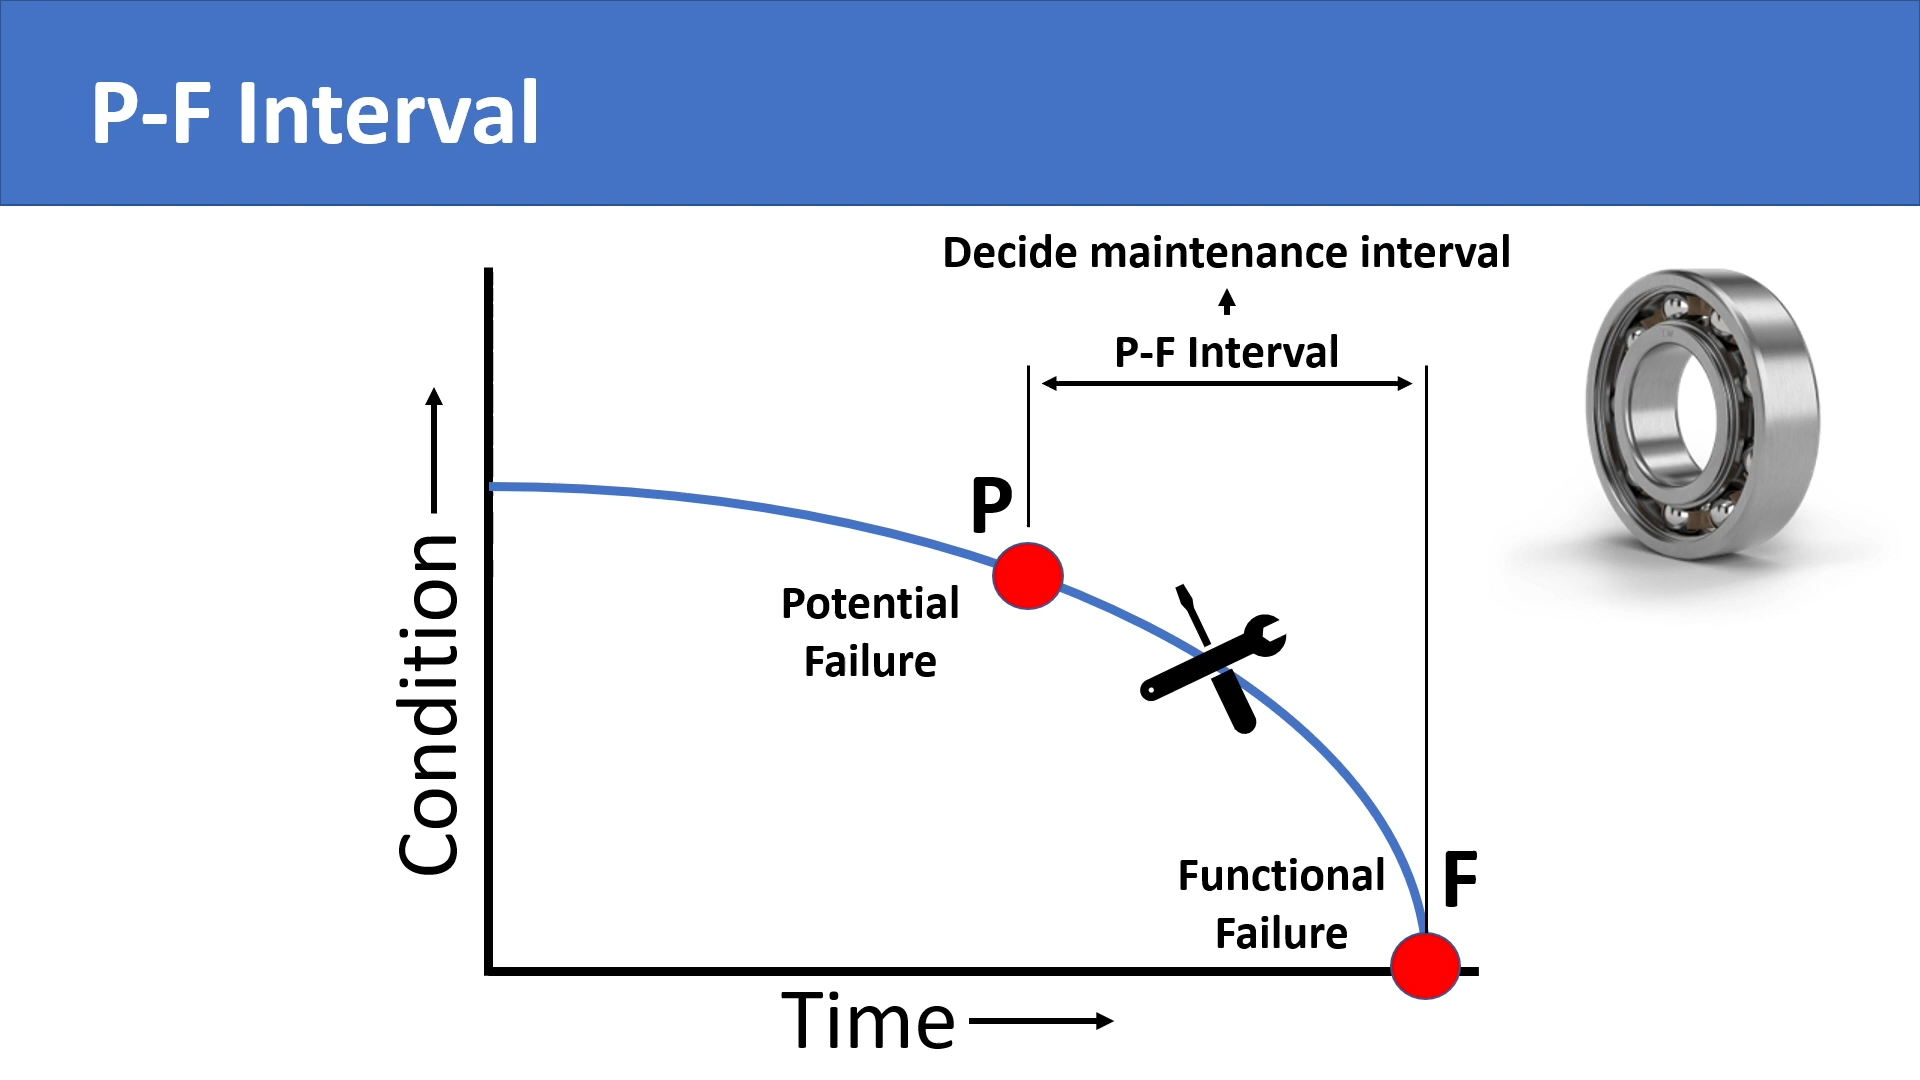 P-F Interval
Decide maintenance interval
P-F Interval
P
Potential
Failure
Functional
Failure
F
Condition
Time